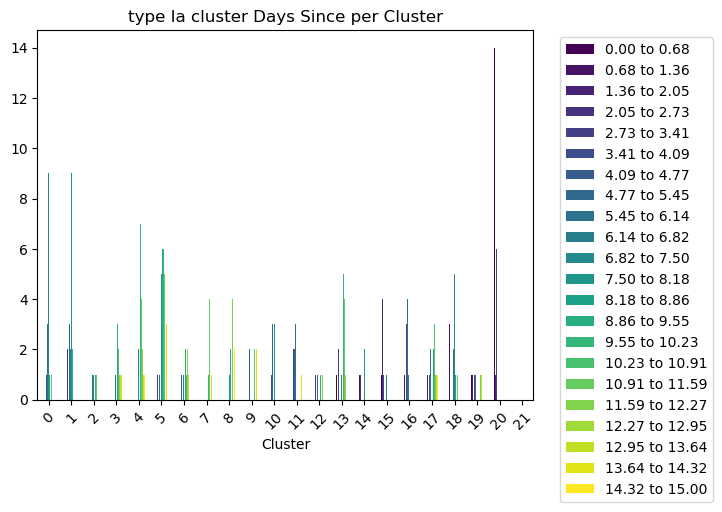 type Ia cluster Days Since per Cluster
14
12
10
8
6
4
2
0
0 1 2 3 4 5 6 7 8 9 10 11 12 13 14 15 16 17 18 19 20 21
Cluster
0.00 to 0.68
0.68 to 1.36
1.36 to 2.05
2.05 to 2.73
2.73 to 3.41
3.41 to 4.09
4.09 to 4.77
4.77 to 5.45
5.45 to 6.14
6.14 to 6.82
6.82 to 7.50
7.50 to 8.18
8.18 to 8.86
8.86 to 9.55
9.55 to 10.23
10.23 to 10.91
10.91 to 11.59
11.59 to 12.27
12.27 to 12.95
12.95 to 13.64
13.64 to 14.32
14.32 to 15.00